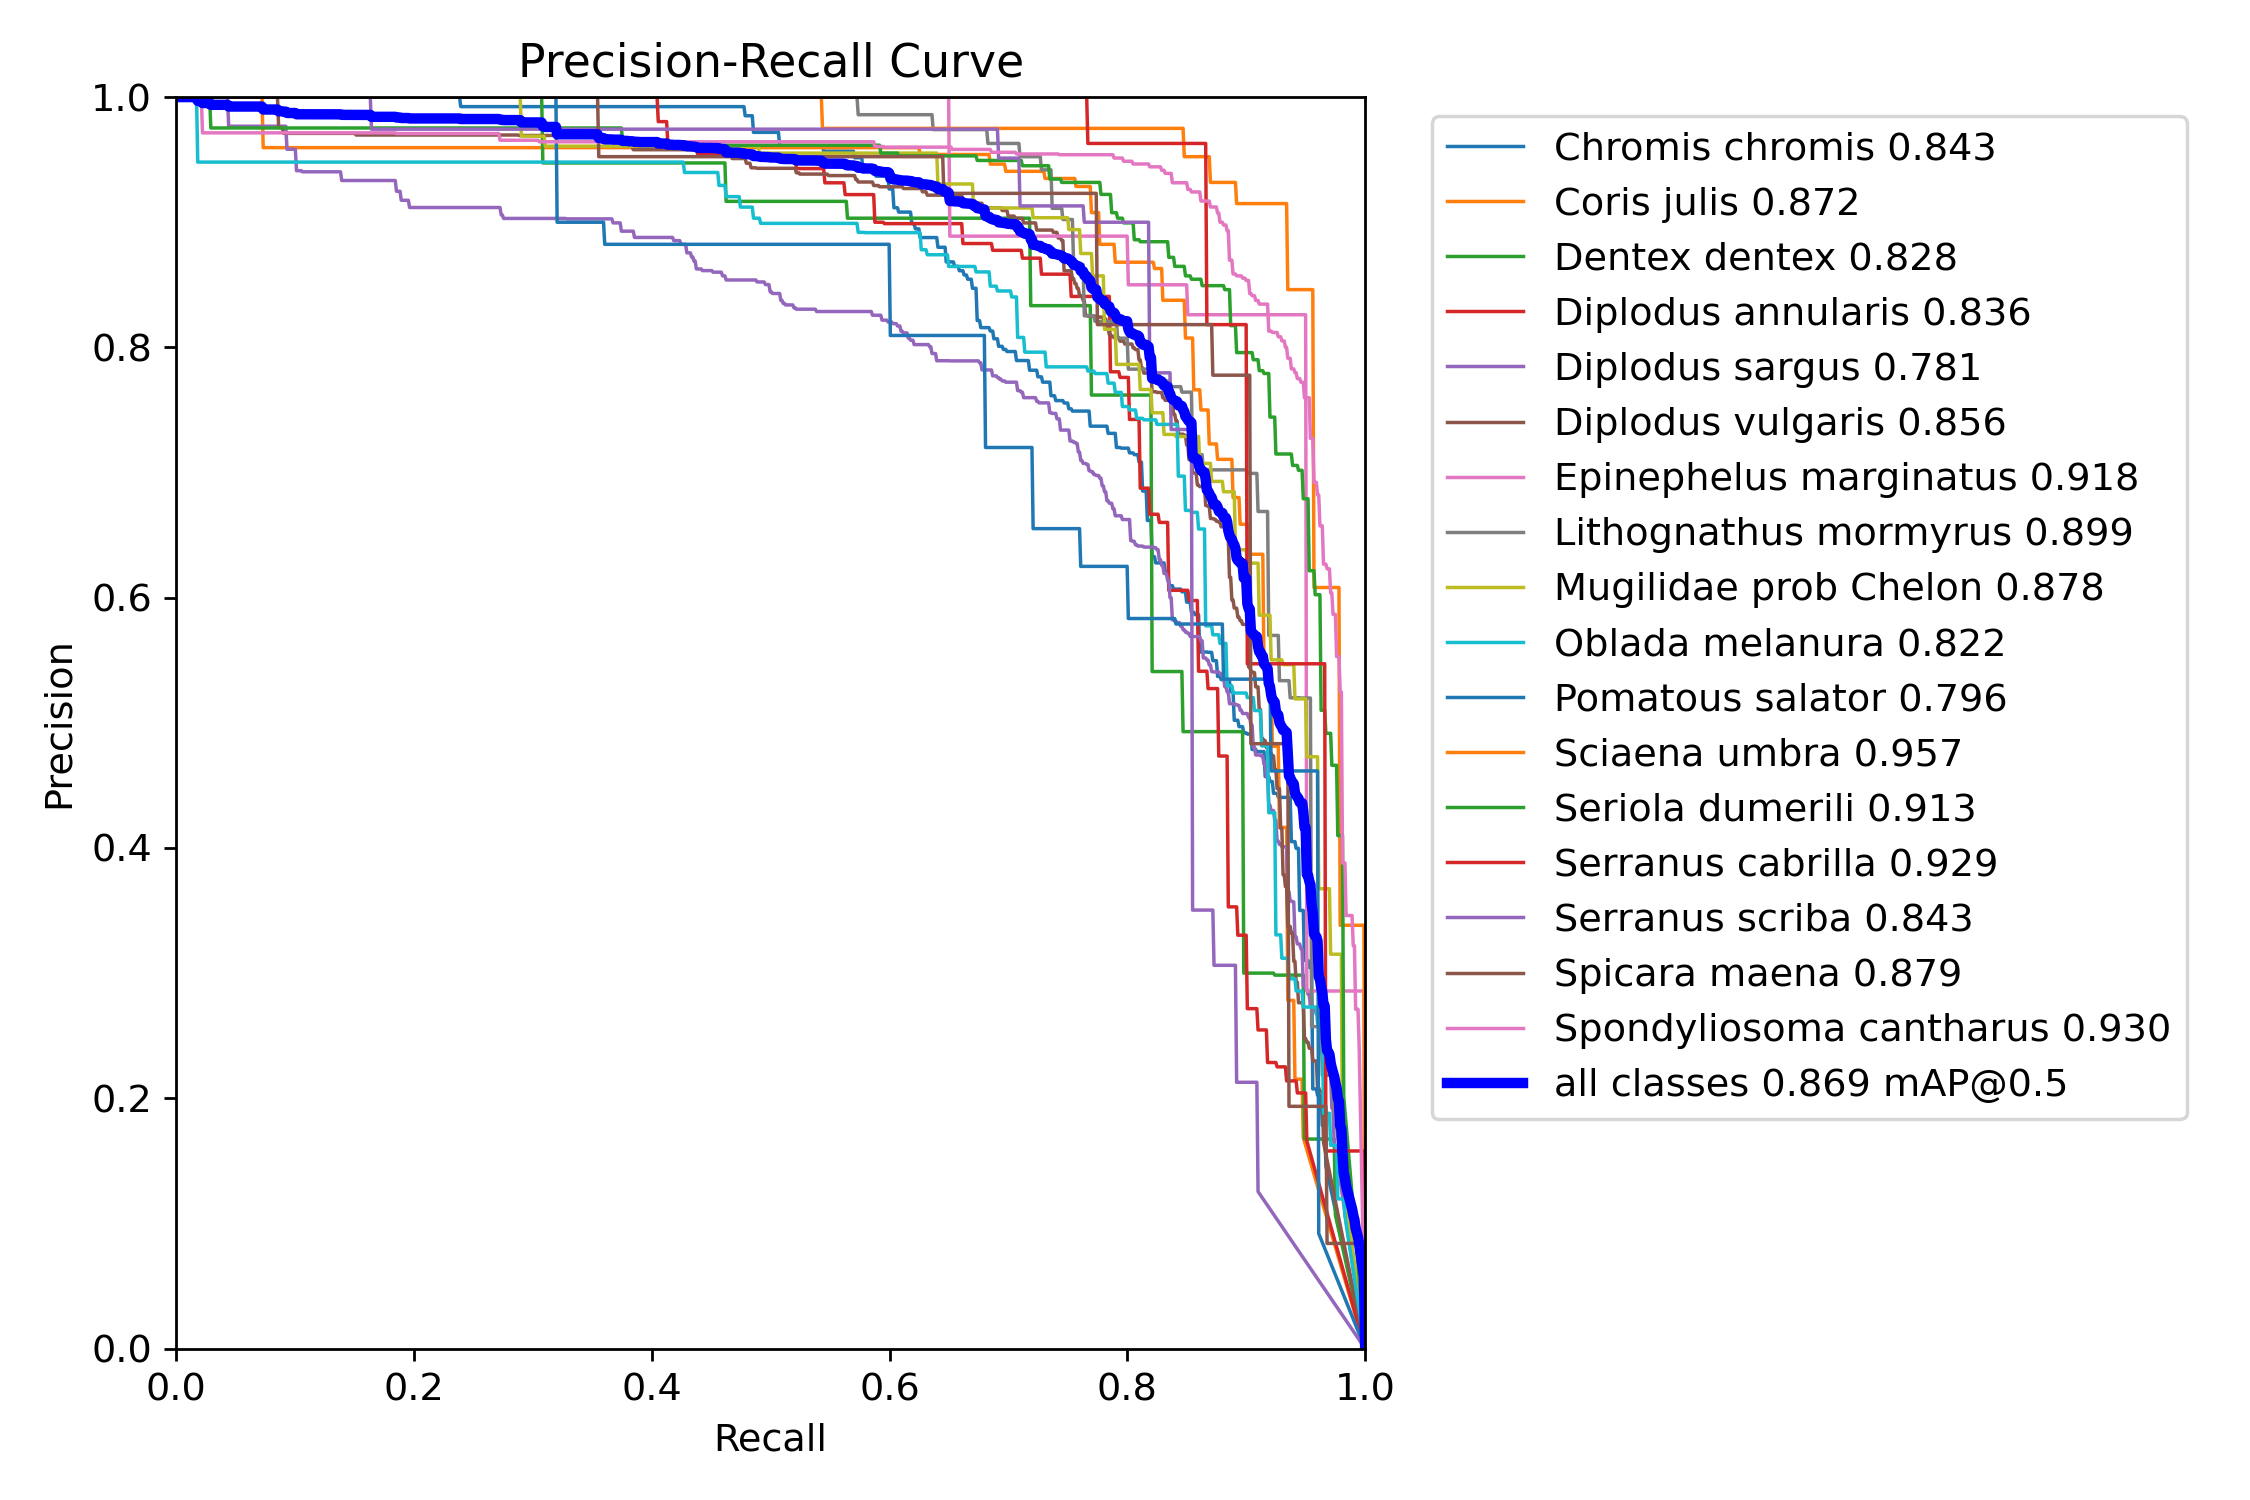 Precision-Recall Curve
1.0
0.8
0.6
0.4
0.2
0.0
Precision
0.0 0.2 0.4 0.6 0.8 1.0
Recall
Chromis chromis 0.843
Coris julis 0.872
Dentex dentex 0.828
Diplodus annularis 0.836
Diplodus sargus 0.781
Diplodus vulgaris 0.856
Epinephelus marginatus 0.918
Lithognathus mormyrus 0.899
Mugilidae prob Chelon 0.878
Oblada melanura 0.822
Pomatous salator 0.796
Sciaena umbra 0.957
Seriola dumerili 0.913
Serranus cabrilla 0.929
Serranus scriba 0.843
Spicara maena 0.879
Spondyliosoma cantharus 0.930
all classes 0.869 mAP@0.5